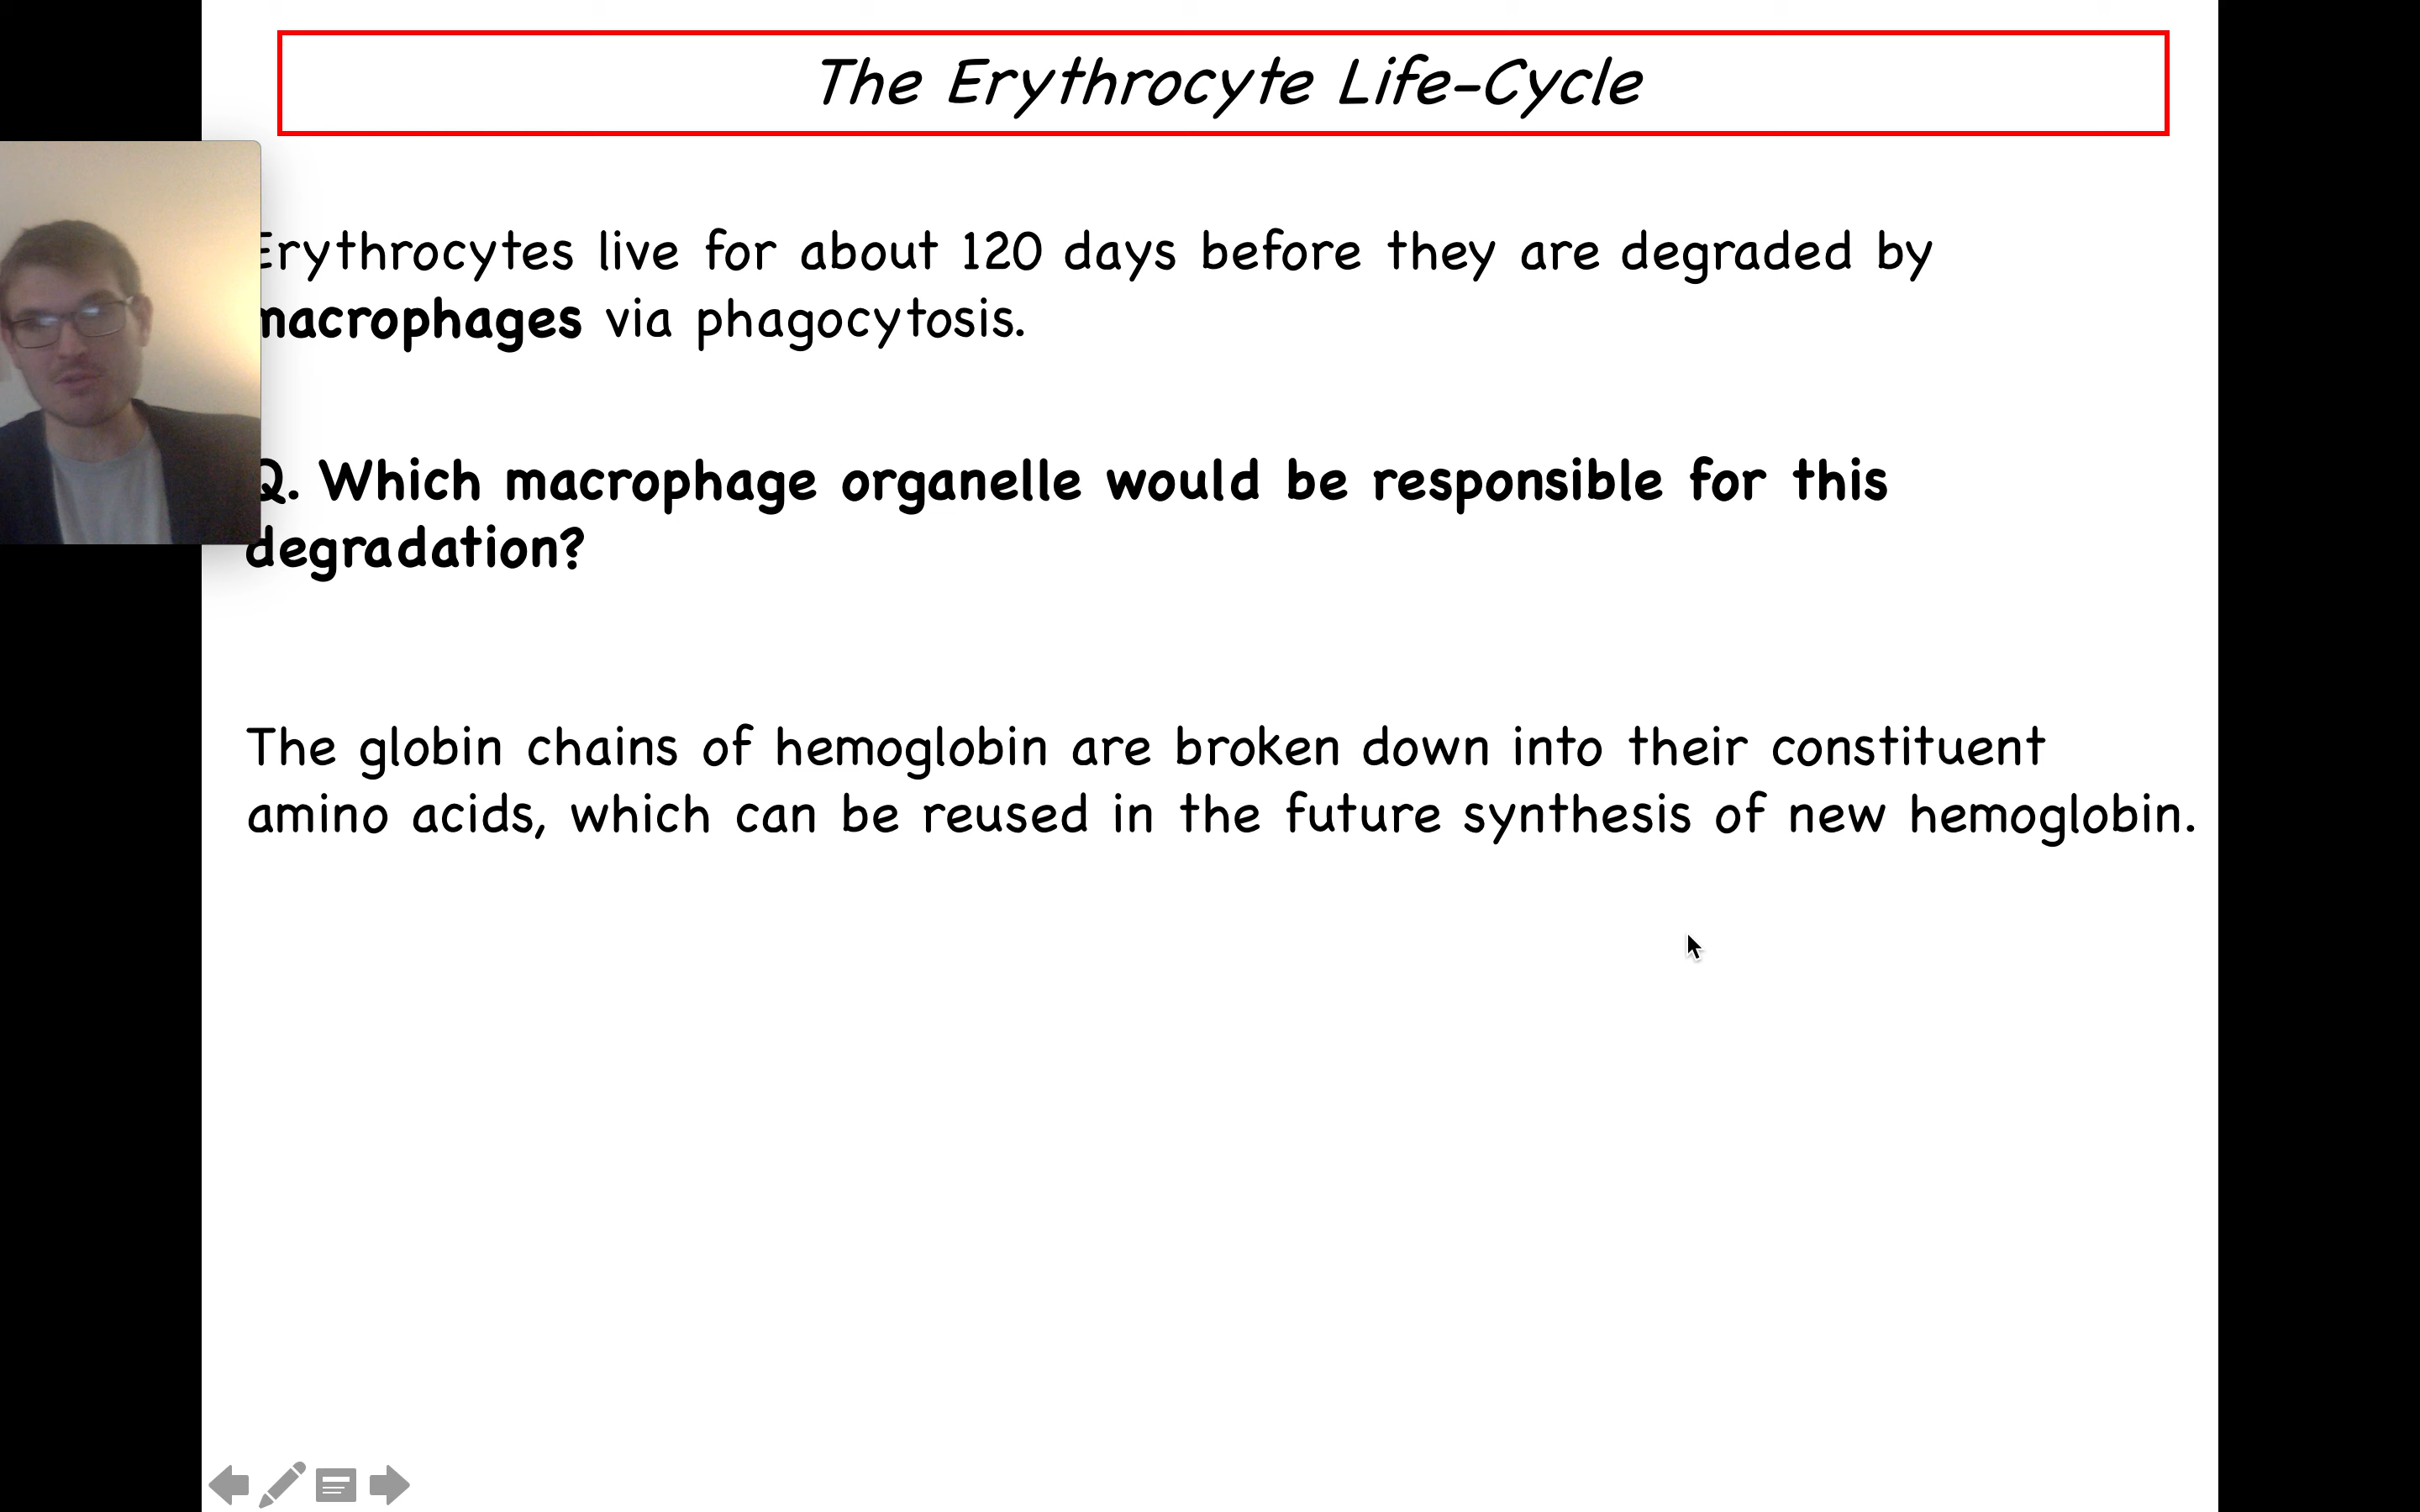 The Erythrocyte Life-Cycle
Erythrocytes live for about 120 days before they are degraded by
macrophages via phagocytosis.
Q. Which macrophage organelle would be responsible for this
degradation?
The globin chains of hemoglobin are broken down into their constituent
amino acids, which can be reused in the future synthesis of new hemoglobin.